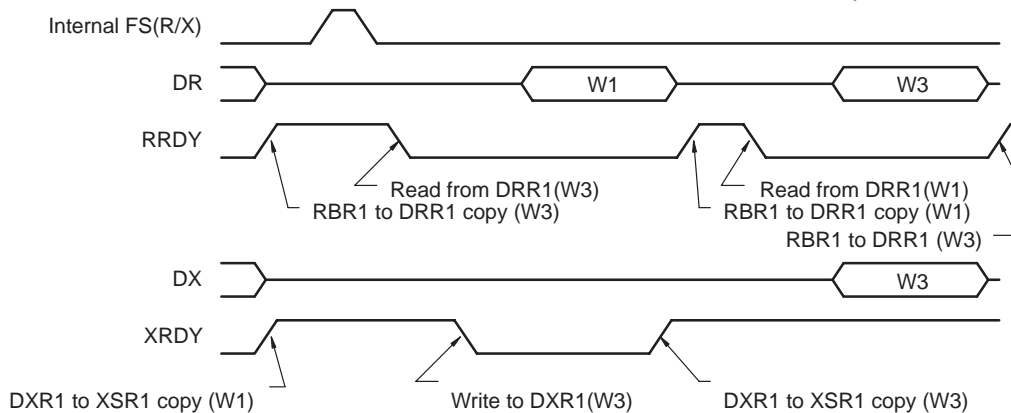 Internal FS(R/X)
DR
W1
W3
RRDY
Read from DRR1(W3)
Read from DRR1(W1)
RBR1 to DRR1 copy (W3)
RBR1 to DRR1 copy (W1)
RBR1 to DRR1 (W3)
DX
W3
XRDY
DXR1 to XSR1 copy (W1)
Write to DXR1(W3)
DXR1 to XSR1 copy (W3)